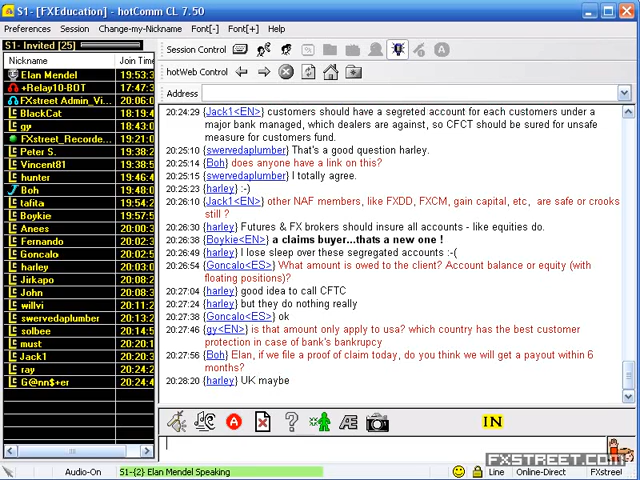 S1- [FXEducation] - hotComm CL 7.50
Preferences Session Change-my-Nickname Font[-] Font[+] Help
S1- Invited [25]
Session Control
hotWeb Control
Address
Nickname Join Time
Elan Mendel 19:53:3
+Relay10-BOT 17:47:3
FXstreet Admin_Vi... 20:06:0
BlackCat 18:19:4
gy 18:43:0
FXstreet_Recorde... 19:21:0
Peter S. 19:38:2
Vincent81 19:38:3
hunter 19:46:4
Boh 19:48:0
tafita 19:54:2
Boykie 19:57:5
Anees 20:00:0
Fernando 20:02:3
Goncalo 20:02:5
harley 20:03:0
Jirkapo 20:08:2
John 20:09:3
willvi 20:11:2
swervedaplumber 20:13:2
solbee 20:14:5
must 20:20:1
Jack1 20:20:3
ray 20:24:2
G@nn$+er 20:24:4
20:24:29 {Jack1<EN>} customers should have a segreted account for each customers under a
major bank managed, which dealers are against, so CFCT should be sured for unsafe
measure for customers fund.
20:25:10 {swervedaplumber} That's a good question harley.
20:25:14 {Boh} does anyone have a link on this?
20:25:15 {swervedaplumber} I totally agree.
20:25:23 {harley} :-)
20:26:10 {Jack1<EN>} other NAF members, like FXDD, FXCM, gain capital, etc, are safe or crooks
still ?
20:26:30 {harley} Futures & FX brokers should insure all accounts - like equities do.
20:26:38 {Boykie<EN>} a claims buyer...thats a new one !
20:26:49 {harley} I lose sleep over these segregated accounts :-(
20:26:54 {Goncalo<ES>} What amount is owed to the client? Account balance or equity (with
floating positions)?
20:27:04 {harley} good idea to call CFTC
20:27:24 {harley} but they do nothing really
20:27:38 {Goncalo<ES>} ok
20:27:46 {gy<EN>} is that amount only apply to usa? which country has the best customer
protection in case of bank's bankrupcy
20:27:56 {Boh} Elan, if we file a proof of claim today, do you think we will get a payout within 6
months?
20:28:20 {harley} UK maybe
IN
Audio-On S1-{2} Elan Mendel Speaking Line Online-Direct FXstreet
FXSTREET.COM